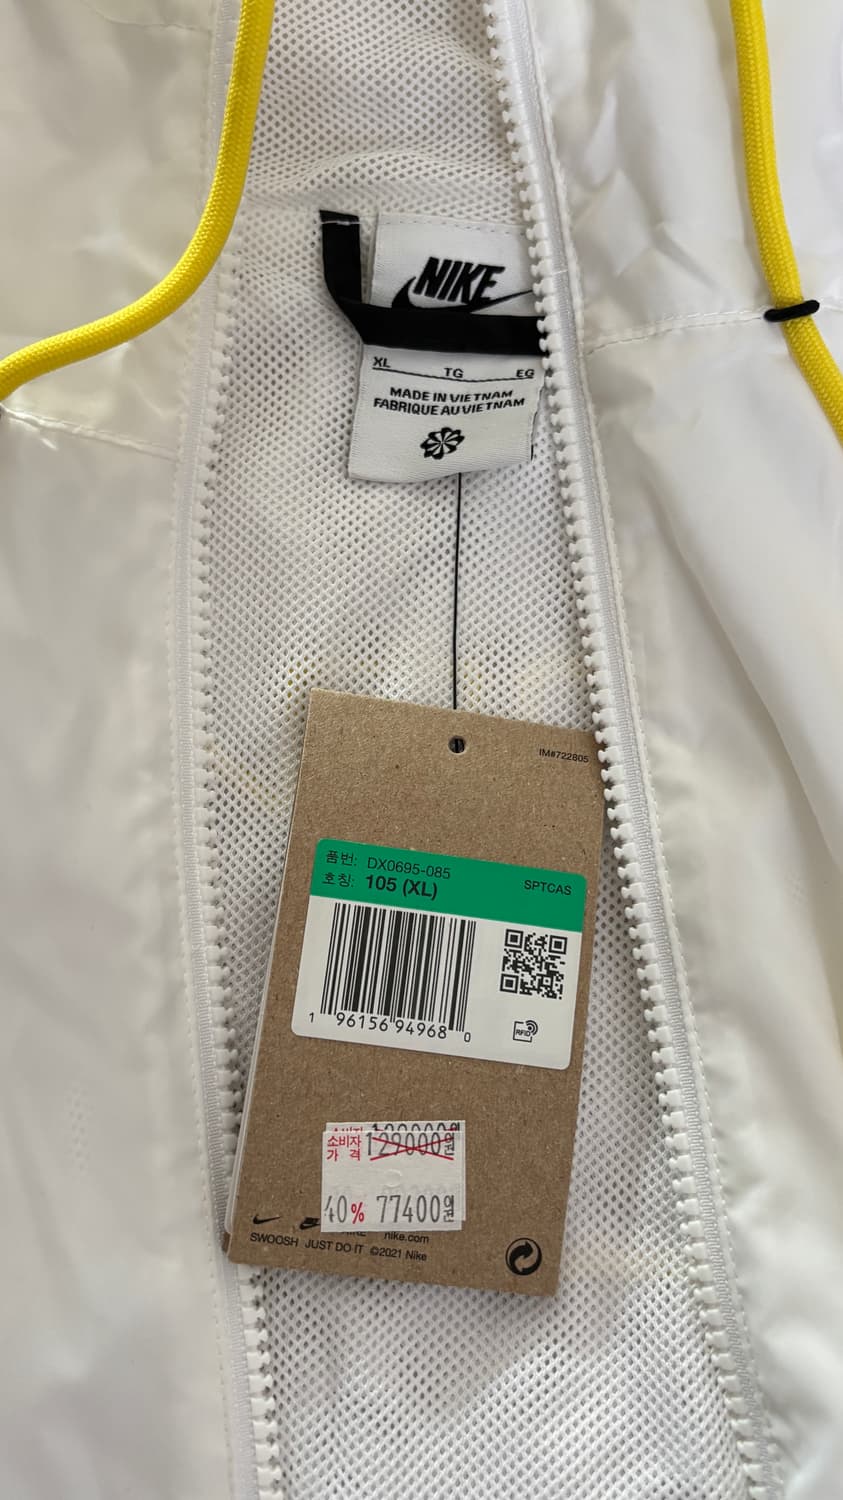 NIKE
XL TG EG
MADE IN VIETNAM
FABRIQUE AU VIETNAM
IM#722805
품번: DX0695-085
호칭: 105 (XL) SPTCAS
1 96156 94968 0
RFID
소비자
가 격 129000원
40% 77400원
nike.com
SWOOSH JUST DO IT ©2021 Nike